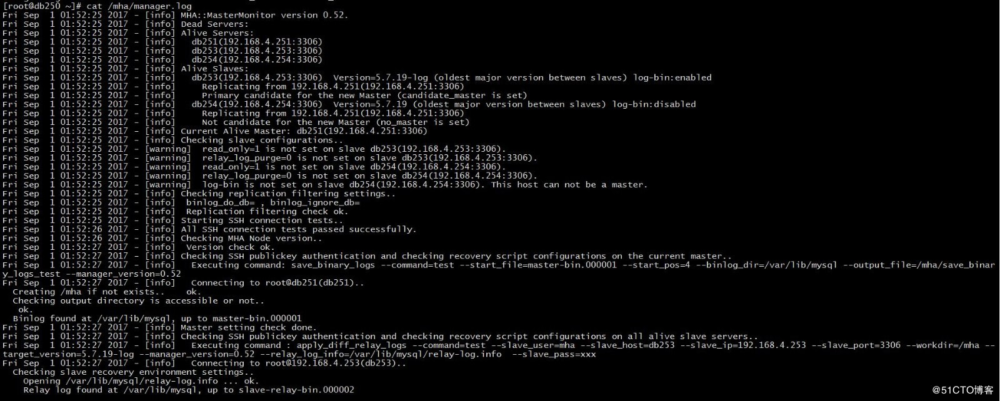 [root@db250 ~]# cat /mha/manager.log
Fri Sep  1 01:52:25 2017 - [info] MHA::MasterMonitor version 0.52.
Fri Sep  1 01:52:25 2017 - [info] Dead Servers:
Fri Sep  1 01:52:25 2017 - [info] Alive Servers:
Fri Sep  1 01:52:25 2017 - [info]   db251(192.168.4.251:3306)
Fri Sep  1 01:52:25 2017 - [info]   db253(192.168.4.253:3306)
Fri Sep  1 01:52:25 2017 - [info]   db254(192.168.4.254:3306)
Fri Sep  1 01:52:25 2017 - [info] Alive Slaves:
Fri Sep  1 01:52:25 2017 - [info]   db253(192.168.4.253:3306)  Version=5.7.19-log (oldest major version between slaves) log-bin:enabled
Fri Sep  1 01:52:25 2017 - [info]     Replicating from 192.168.4.251(192.168.4.251:3306)
Fri Sep  1 01:52:25 2017 - [info]     Primary candidate for the new Master (candidate_master is set)
Fri Sep  1 01:52:25 2017 - [info]   db254(192.168.4.254:3306)  Version=5.7.19 (oldest major version between slaves) log-bin:disabled
Fri Sep  1 01:52:25 2017 - [info]     Replicating from 192.168.4.251(192.168.4.251:3306)
Fri Sep  1 01:52:25 2017 - [info]     Not candidate for the new Master (no_master is set)
Fri Sep  1 01:52:25 2017 - [info] Current Alive Master: db251(192.168.4.251:3306)
Fri Sep  1 01:52:25 2017 - [info] Checking slave configurations..
Fri Sep  1 01:52:25 2017 - [warning]  read_only=1 is not set on slave db253(192.168.4.253:3306).
Fri Sep  1 01:52:25 2017 - [warning]  relay_log_purge=0 is not set on slave db253(192.168.4.253:3306).
Fri Sep  1 01:52:25 2017 - [warning]  read_only=1 is not set on slave db254(192.168.4.254:3306).
Fri Sep  1 01:52:25 2017 - [warning]  relay_log_purge=0 is not set on slave db254(192.168.4.254:3306).
Fri Sep  1 01:52:25 2017 - [warning]  log-bin is not set on slave db254(192.168.4.254:3306). This host can not be a master.
Fri Sep  1 01:52:25 2017 - [info] Checking replication filtering settings..
Fri Sep  1 01:52:25 2017 - [info]  binlog_do_db= , binlog_ignore_db=
Fri Sep  1 01:52:25 2017 - [info]  Replication filtering check ok.
Fri Sep  1 01:52:25 2017 - [info] Starting SSH connection tests..
Fri Sep  1 01:52:26 2017 - [info] All SSH connection tests passed successfully.
Fri Sep  1 01:52:26 2017 - [info] Checking MHA Node version..
Fri Sep  1 01:52:27 2017 - [info]  Version check ok.
Fri Sep  1 01:52:27 2017 - [info] Checking SSH publickey authentication and checking recovery script configurations on the current master..
Fri Sep  1 01:52:27 2017 - [info]   Executing command: save_binary_logs --command=test --start_file=master-bin.000001 --start_pos=4 --binlog_dir=/var/lib/mysql --output_file=/mha/save_binar
y_logs_test --manager_version=0.52
Fri Sep  1 01:52:27 2017 - [info]   Connecting to root@db251(db251)..
  Creating /mha if not exists..    ok.
  Checking output directory is accessible or not..
   ok.
  Binlog found at /var/lib/mysql, up to master-bin.000001
Fri Sep  1 01:52:27 2017 - [info] Master setting check done.
Fri Sep  1 01:52:27 2017 - [info] Checking SSH publickey authentication and checking recovery script configurations on all alive slave servers..
Fri Sep  1 01:52:27 2017 - [info]   Executing command : apply_diff_relay_logs --command=test --slave_user=mha --slave_host=db253 --slave_ip=192.168.4.253 --slave_port=3306 --workdir=/mha --
target_version=5.7.19-log --manager_version=0.52 --relay_log_info=/var/lib/mysql/relay-log.info  --slave_pass=xxx
Fri Sep  1 01:52:27 2017 - [info]   Connecting to root@192.168.4.253(db253)..
  Checking slave recovery environment settings..
    Opening /var/lib/mysql/relay-log.info ... ok.
    Relay log found at /var/lib/mysql, up to slave-relay-bin.000002
@51CTO博客